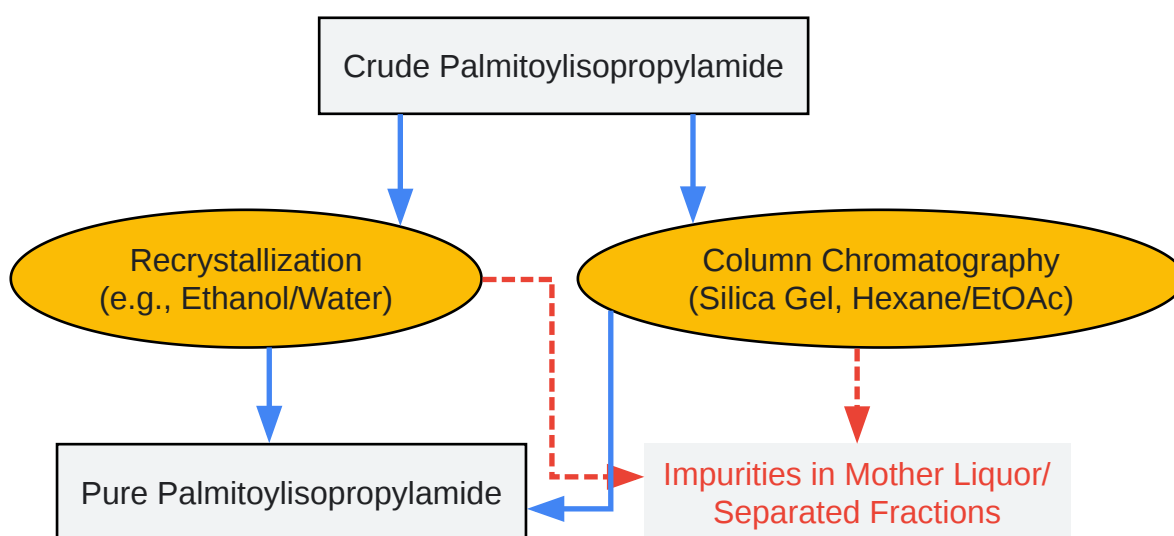 Crude Palmitoylisopropylamide
Recrystallization
(e.g., Ethanol/Water)
Column Chromatography
(Silica Gel, Hexane/EtOAc)
Pure Palmitoylisopropylamide
Impurities in Mother Liquor/
Separated Fractions